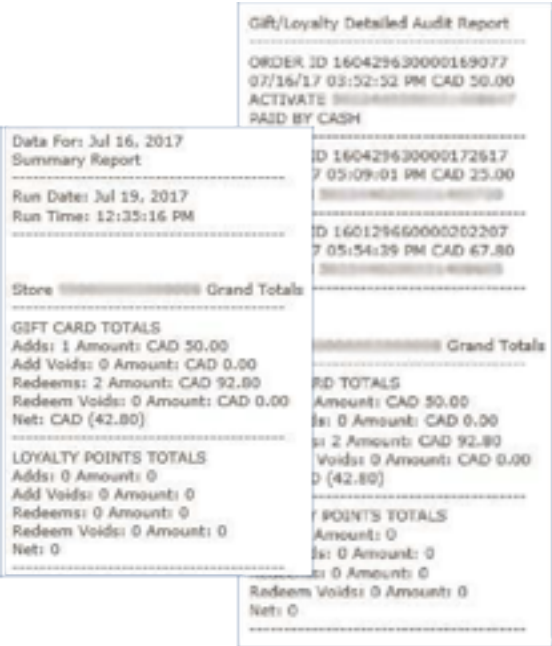 Gift/Loyalty Detailed Audit Report
ORDER ID 160429630000169077
07/16/17 03:52:52 PM CAD 50.00
ACTIVATE
PAID BY CASH
ID 160429630000172617
7 05:09:01 PM CAD 25.00
ID 160129660000202207
7 05:54:39 PM CAD 67.80
Grand Totals
RD TOTALS
Amount: CAD 50.00
ds: 0 Amount: CAD 0.00
s: 2 Amount: CAD 92.80
Voids: 0 Amount: CAD 0.00
D (42.80)
Y POINTS TOTALS
Amount: 0
ds: 0 Amount: 0
Redeems: 0 Amount: 0
Redeem Voids: 0 Amount: 0
Net: 0
Data For: Jul 16, 2017
Summary Report
Run Date: Jul 19, 2017
Run Time: 12:35:16 PM
Store Grand Totals
GIFT CARD TOTALS
Adds: 1 Amount: CAD 50.00
Add Voids: 0 Amount: CAD 0.00
Redeems: 2 Amount: CAD 92.80
Redeem Voids: 0 Amount: CAD 0.00
Net: CAD (42.80)
LOYALTY POINTS TOTALS
Adds: 0 Amount: 0
Add Voids: 0 Amount: 0
Redeems: 0 Amount: 0
Redeem Voids: 0 Amount: 0
Net: 0